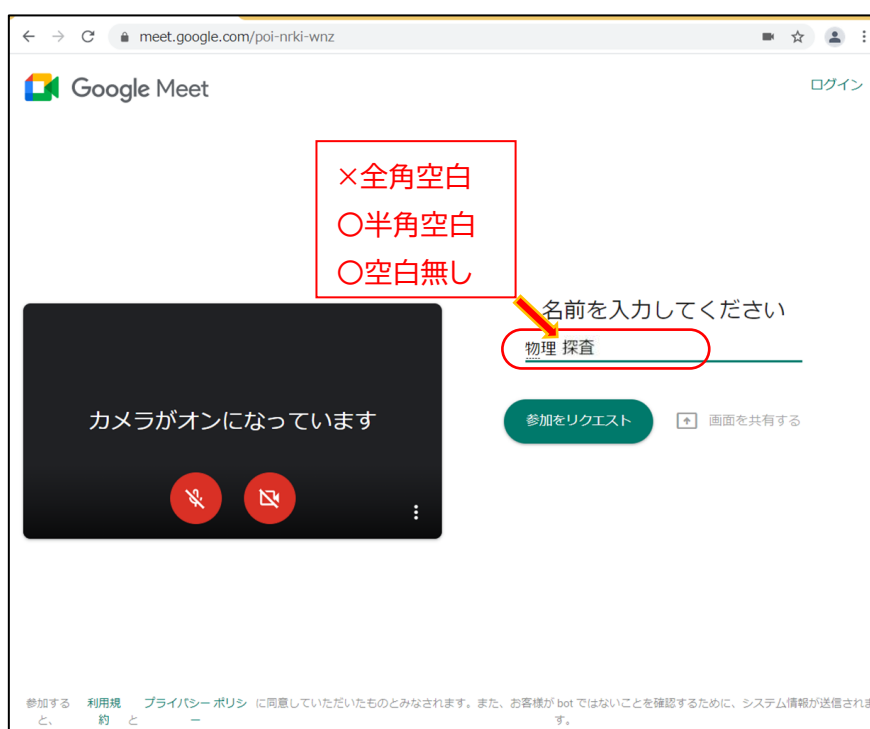 meet.google.com/poi-nrki-wnz
Google Meet
ログイン
×全角空白
○半角空白
○空白無し
名前を入力してください
物理 探査
カメラがオンになっています
参加をリクエスト
画面を共有する
参加する 利用規 プライバシー ポリシ に同意していただいたものとみなされます。また、お客様が bot ではないことを確認するために、システム情報が送信されま
と、 約 と ー す。